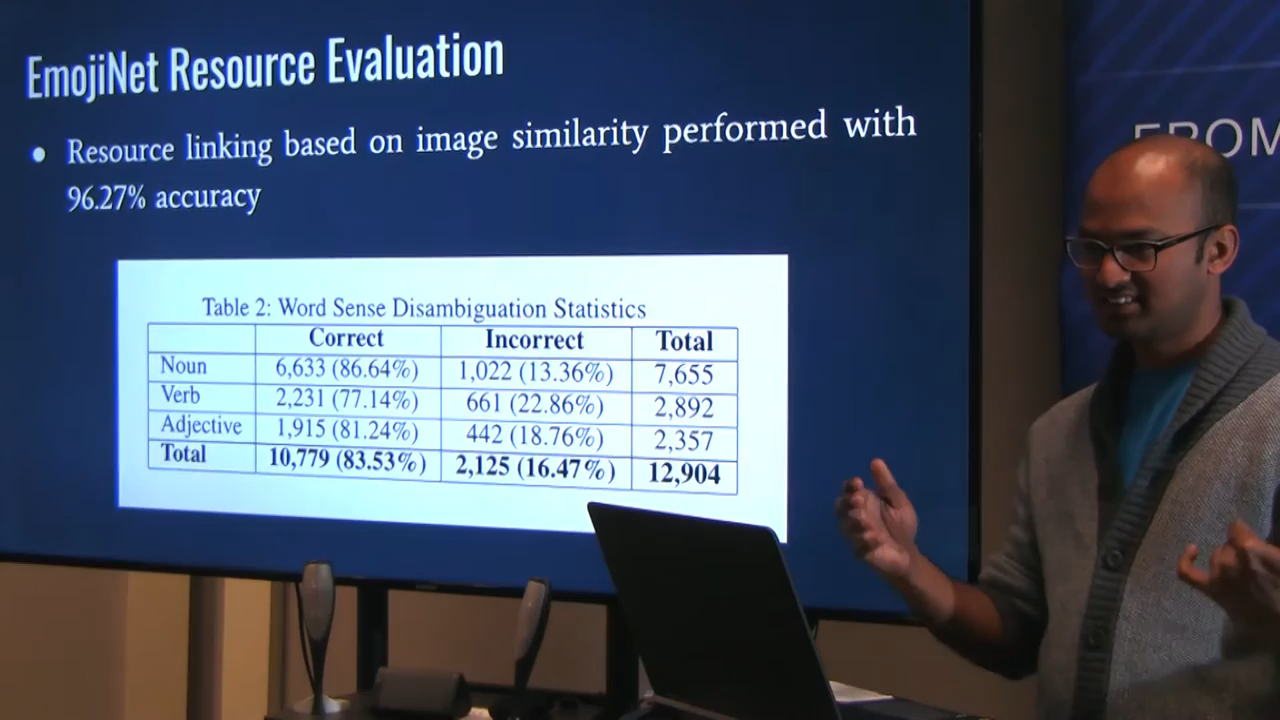 EmojiNet Resource Evaluation
• Resource linking based on image similarity performed with
96.27% accuracy
Table 2: Word Sense Disambiguation Statistics
Correct Incorrect Total
Noun 6,633 (86.64%) 1,022 (13.36%) 7,655
Verb 2,231 (77.14%) 661 (22.86%) 2,892
Adjective 1,915 (81.24%) 442 (18.76%) 2,357
Total 10,779 (83.53%) 2,125 (16.47%) 12,904
FROM